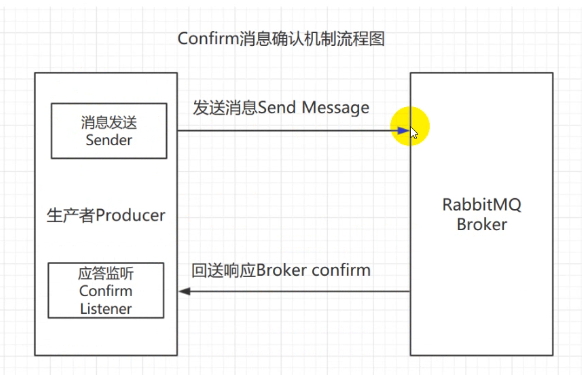 Confirm消息确认机制流程图
消息发送
Sender
发送消息Send Message
生产者Producer
RabbitMQ
Broker
应答监听
Confirm
Listener
回送响应Broker confirm